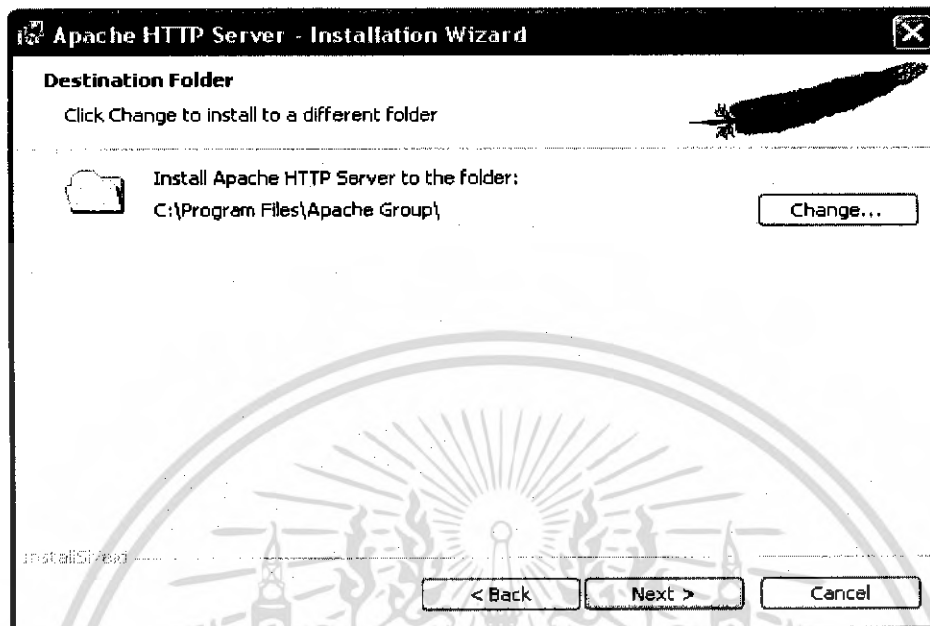 Apache HTTP Server - Installation Wizard
Destination Folder
Click Change to install to a different folder
Install Apache HTTP Server to the folder:
C:\Program Files\Apache Group\
Change...
InstallShield
< Back
Next >
Cancel